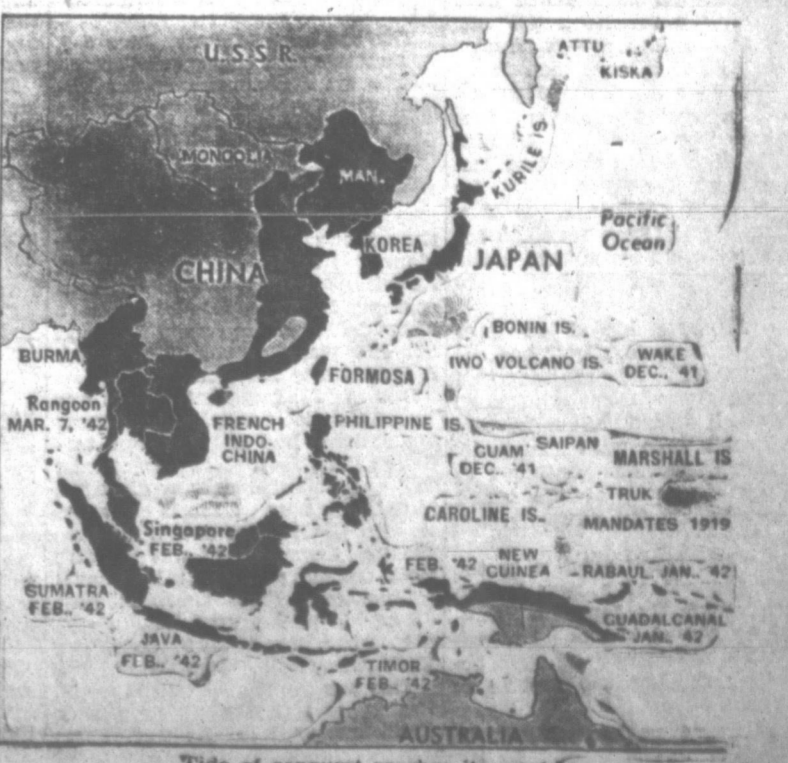 U.S.S.R.
ATTU
KISKA
MONGOLIA
MAN.
KURILE IS.
Pacific
Ocean
KOREA
CHINA
JAPAN
BONIN IS.
BURMA
FORMOSA
IWO VOLCANO IS.
WAKE
DEC., '41
Rangoon
MAR. 7, '42
FRENCH
INDO-
CHINA
PHILIPPINE IS.
GUAM
DEC., '41
SAIPAN
MARSHALL IS
TRUK
CAROLINE IS.
MANDATES 1919
Singapore
FEB., '42
FEB. '42
NEW
GUINEA
RABAUL JAN., '42
SUMATRA
FEB., '42
GUADALCANAL
JAN., '42
JAVA
FEB., '42
TIMOR
FEB., '42
AUSTRALIA
Tide of conquest